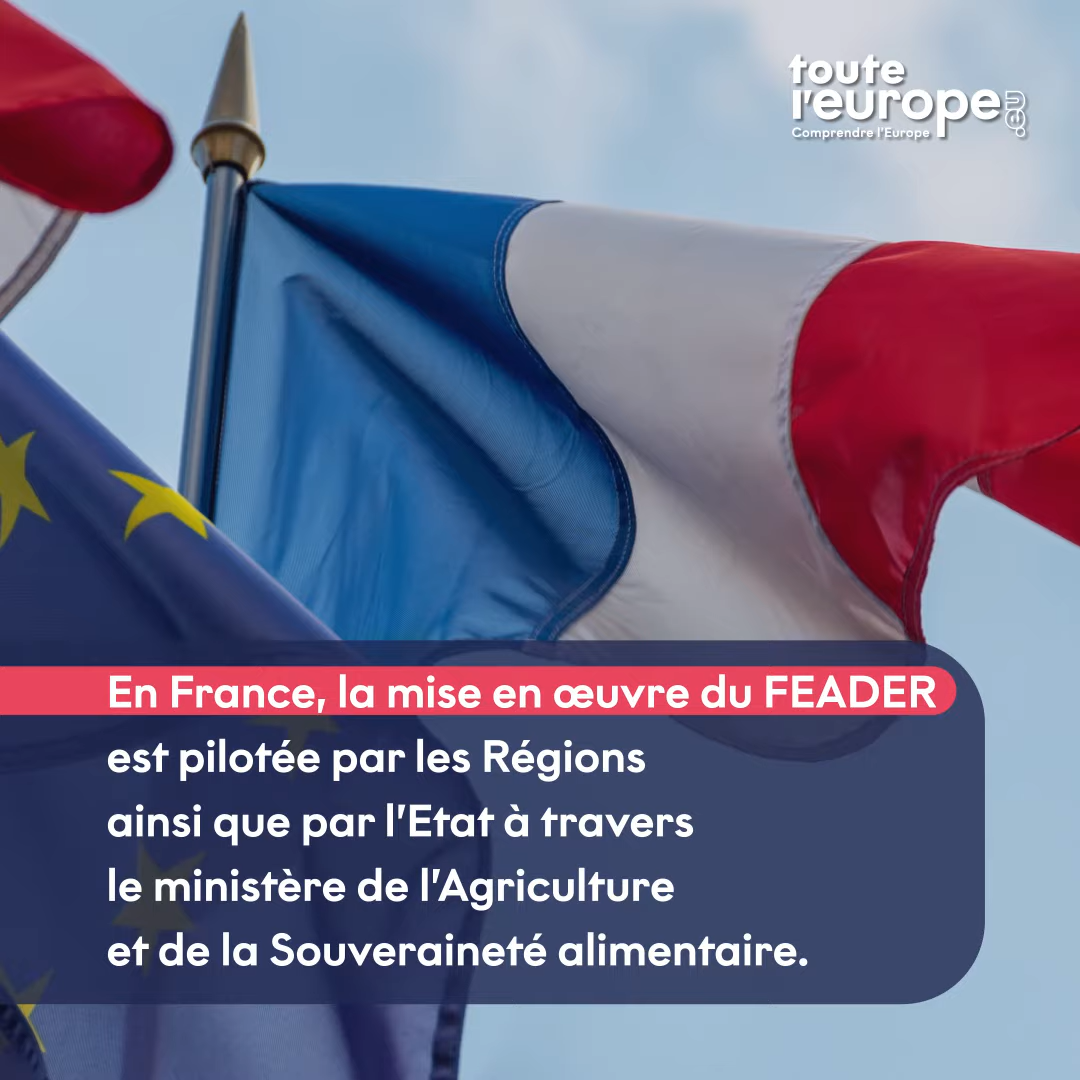 toute
l'europe.eu
Comprendre l'Europe
En France, la mise en œuvre du FEADER
est pilotée par les Régions
ainsi que par l'Etat à travers
le ministère de l'Agriculture
et de la Souveraineté alimentaire.